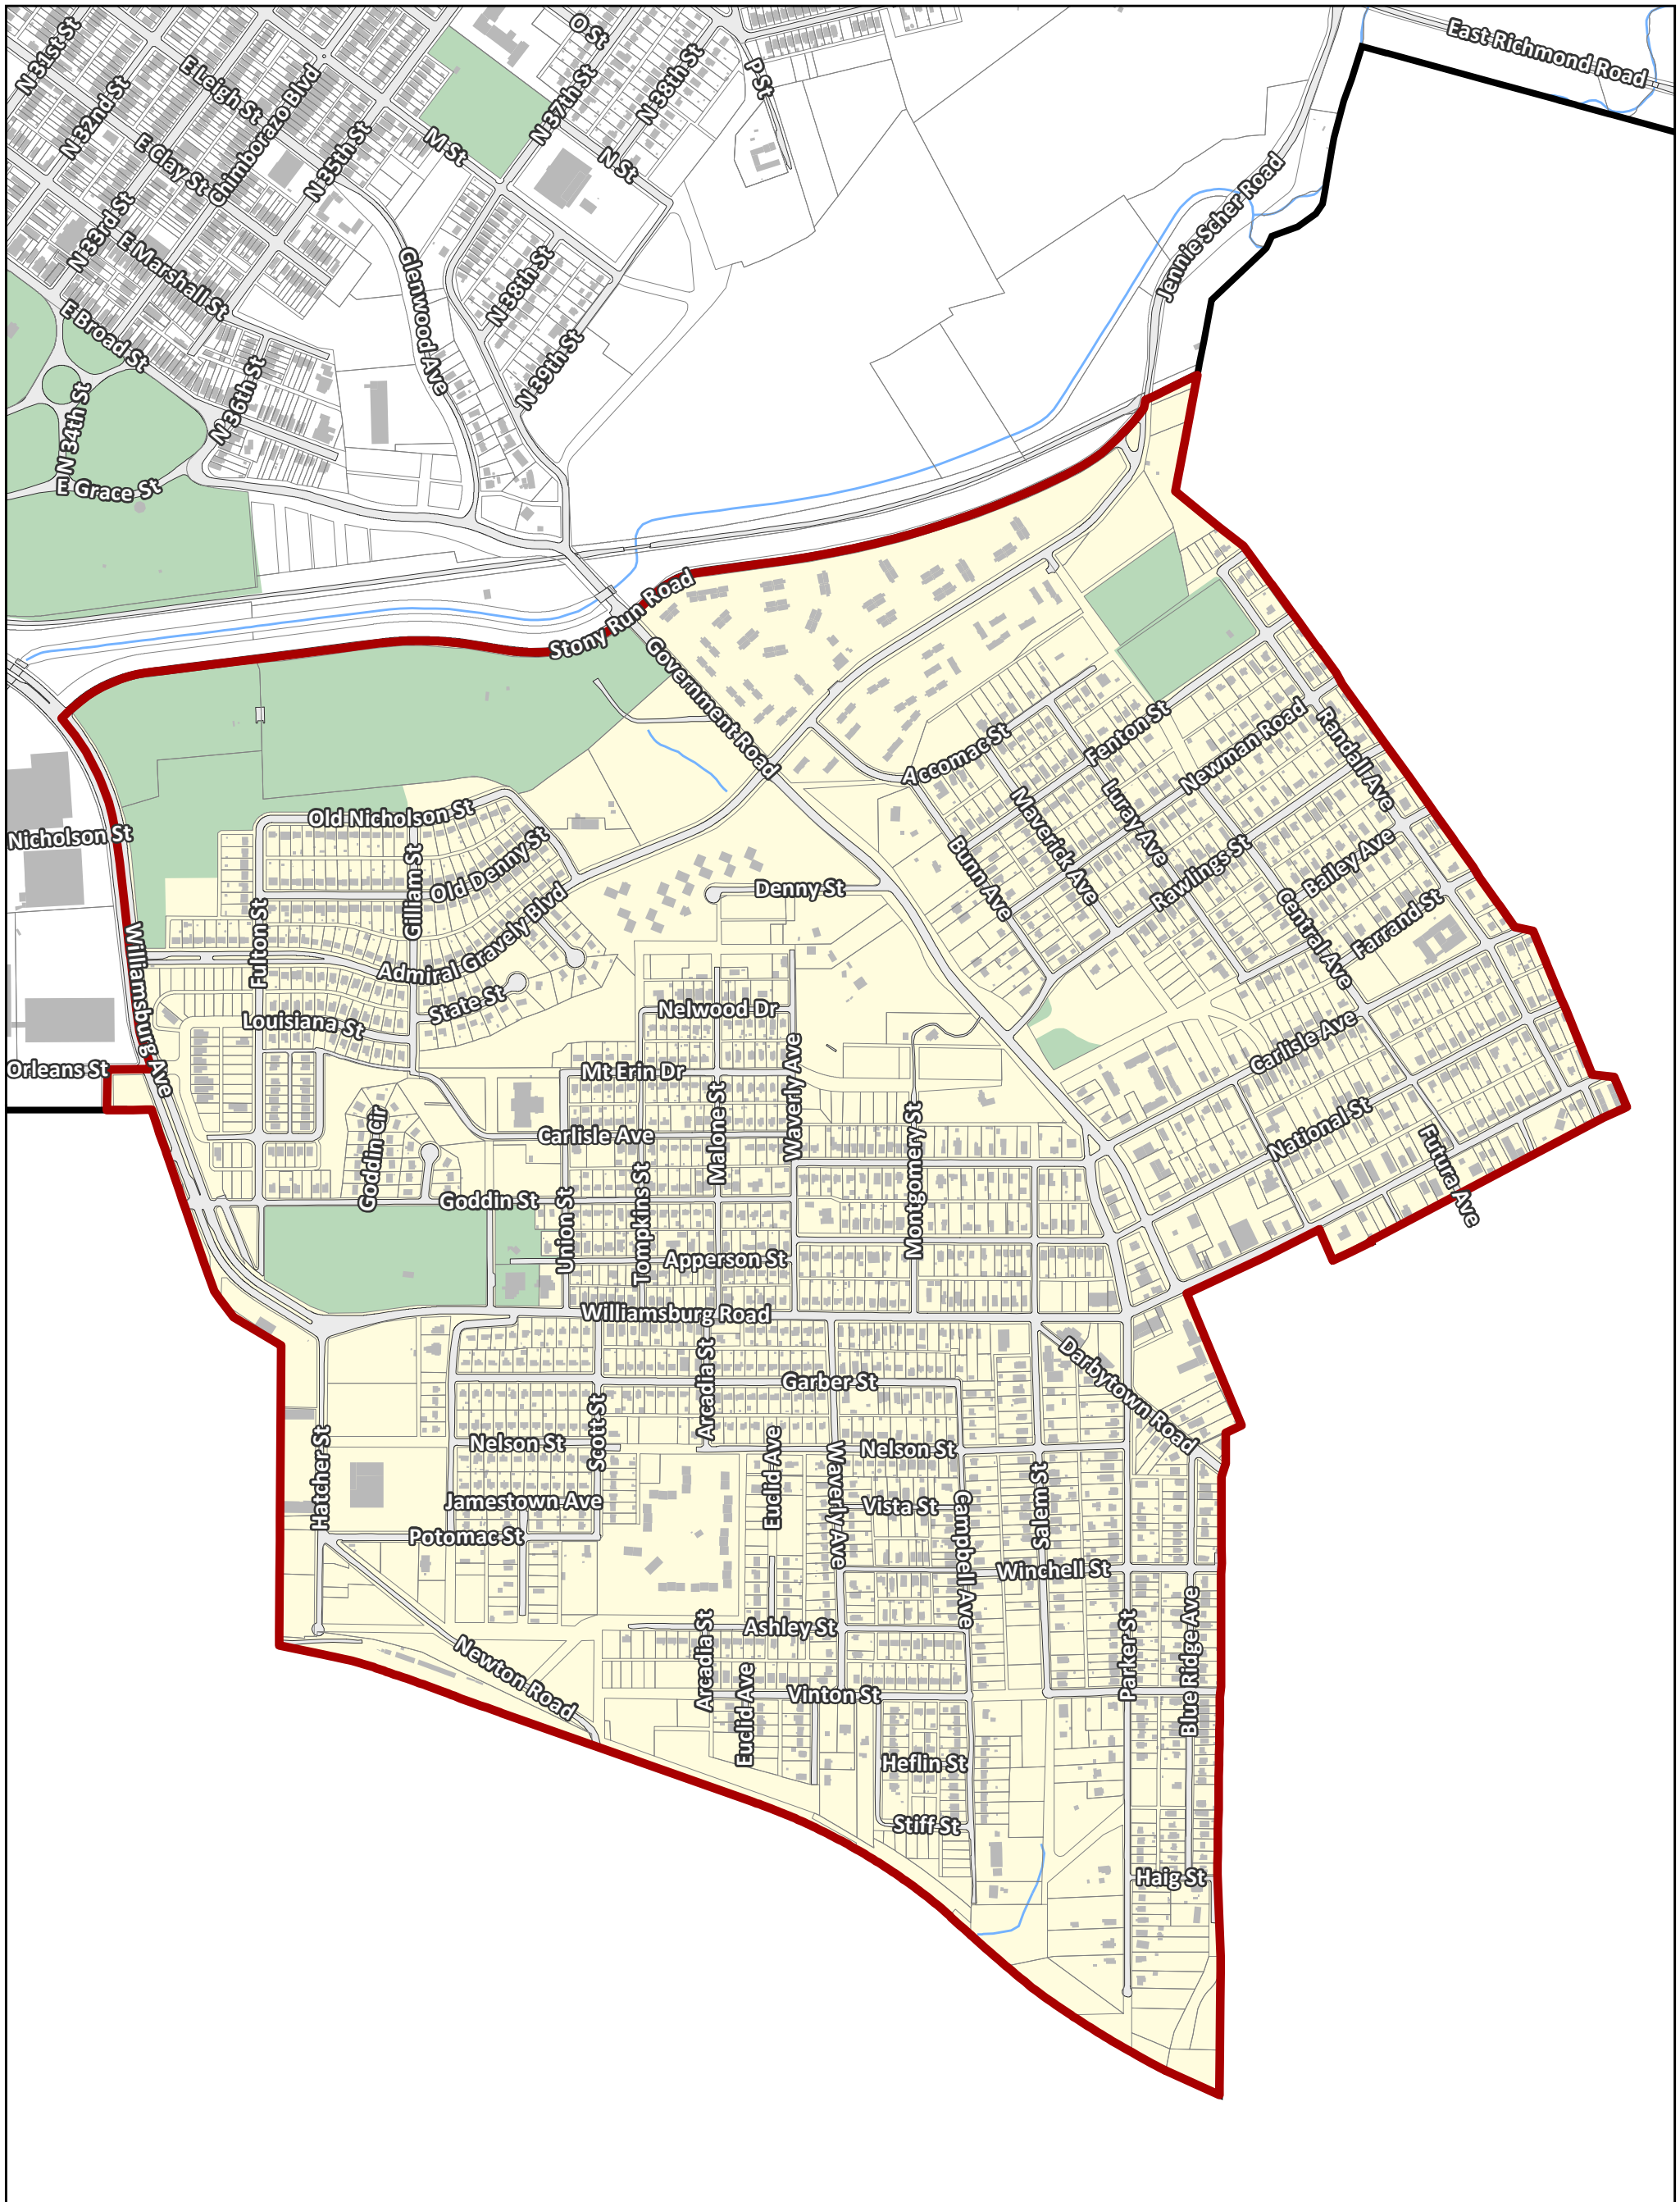 N 31st St
O St
East Richmond Road
E Leigh St
N 38th St
P St
N 32nd St
Chimborazo Blvd
N 37th St
E Clay St
N 35th St
M St
N St
N 33rd St
E Marshall St
Jennie Scher Road
N 38th St
Glenwood Ave
E Broad St
N 39th St
N 36th St
N 34th St
E
E Grace St
Stony Run Road
Government Road
Accomac St
Fenton St
Newman Road
Randall Ave
Old Nicholson St
Nicholson St
Maverick Ave
Luray Ave
Old Denny St
Gilliam St
Denny St
Bunn Ave
Rawlings St
Bailey Ave
Central Ave
Farrand St
Fulton St
Williamsburg Ave
Admiral Gravely Blvd
State St
Nelwood Dr
Louisiana St
Carlisle Ave
Orleans St
Mt Erin Dr
Waverly Ave
Malone St
Carlisle Ave
Montgomery St
National St
Futura Ave
Goddin Cir
Goddin St
Union St
Tompkins St
Apperson St
Williamsburg Road
Darbytown Road
Arcadia St
Garber St
Hatcher St
Scott St
Nelson St
Nelson St
Euclid Ave
Waverly Ave
Vista St
Campbell Ave
Salem St
Jamestown Ave
Potomac St
Winchell St
Arcadia St
Ashley St
Parker St
Blue Ridge Ave
Newton Road
Euclid Ave
Vinton St
Heflin St
Stiff St
Haig St